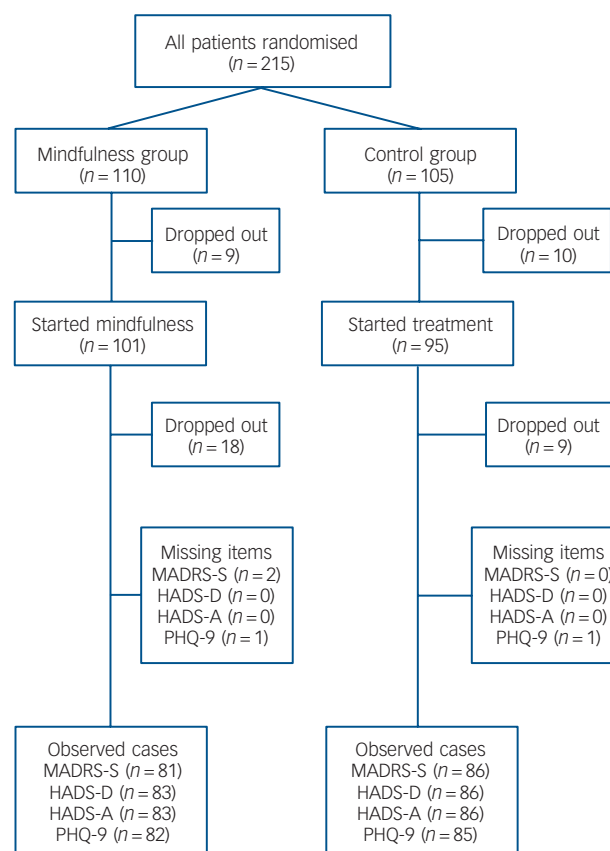 All patients randomised
(n=215)
Mindfulness group
(n=110)
Control group
(n=105)
Dropped out
(n=9)
Dropped out
(n=10)
Started mindfulness
(n=101)
Started treatment
(n=95)
Dropped out
(n=18)
Dropped out
(n=9)
Missing items
MADRS-S (n=2)
HADS-D (n=0)
HADS-A (n=0)
PHQ-9 (n=1)
Missing items
MADRS-S (n=0)
HADS-D (n=0)
HADS-A (n=0)
PHQ-9 (n=1)
Observed cases
MADRS-S (n=81)
HADS-D (n=83)
HADS-A (n=83)
PHQ-9 (n=82)
Observed cases
MADRS-S (n=86)
HADS-D (n=86)
HADS-A (n=86)
PHQ-9 (n=85)